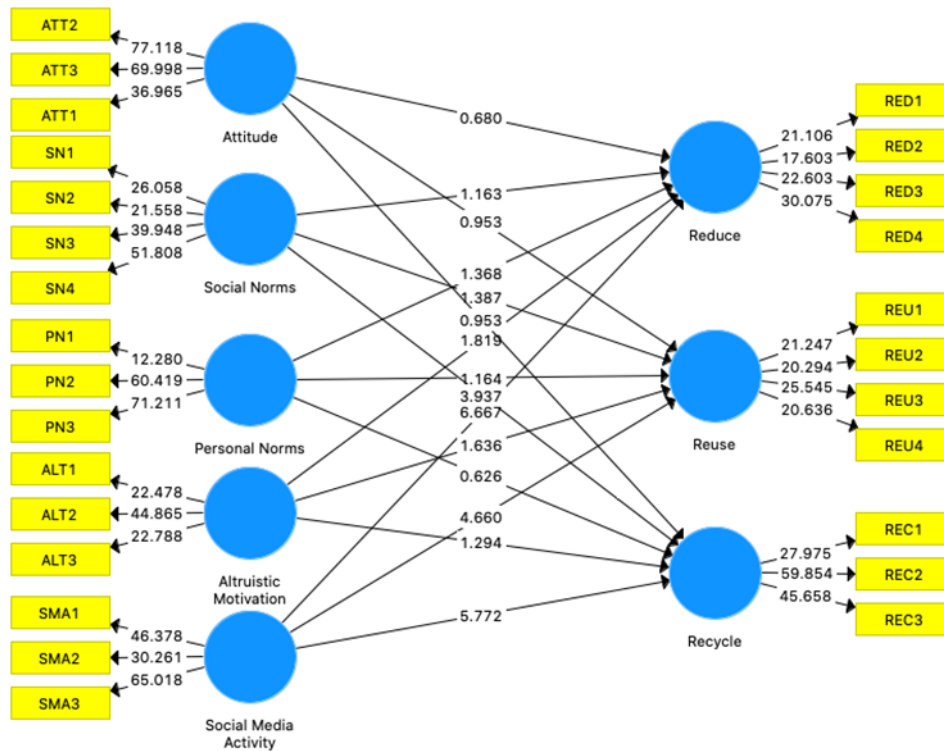 ATT2
77.118
ATT3
69.998
ATT1
36.965
Attitude
SN1
26.058
SN2
21.558
SN3
39.948
SN4
51.808
Social Norms
PN1
12.280
PN2
60.419
PN3
71.211
Personal Norms
ALT1
22.478
ALT2
44.865
ALT3
22.788
Altruistic
Motivation
SMA1
46.378
SMA2
30.261
SMA3
65.018
Social Media
Activity
0.680
1.163
0.953
1.368
1.387
0.953
1.819
1.164
3.937
6.667
1.636
0.626
4.660
1.294
5.772
Reduce
21.106
RED1
17.603
RED2
22.603
RED3
30.075
RED4
Reuse
21.247
REU1
20.294
REU2
25.545
REU3
20.636
REU4
Recycle
27.975
REC1
59.854
REC2
45.658
REC3